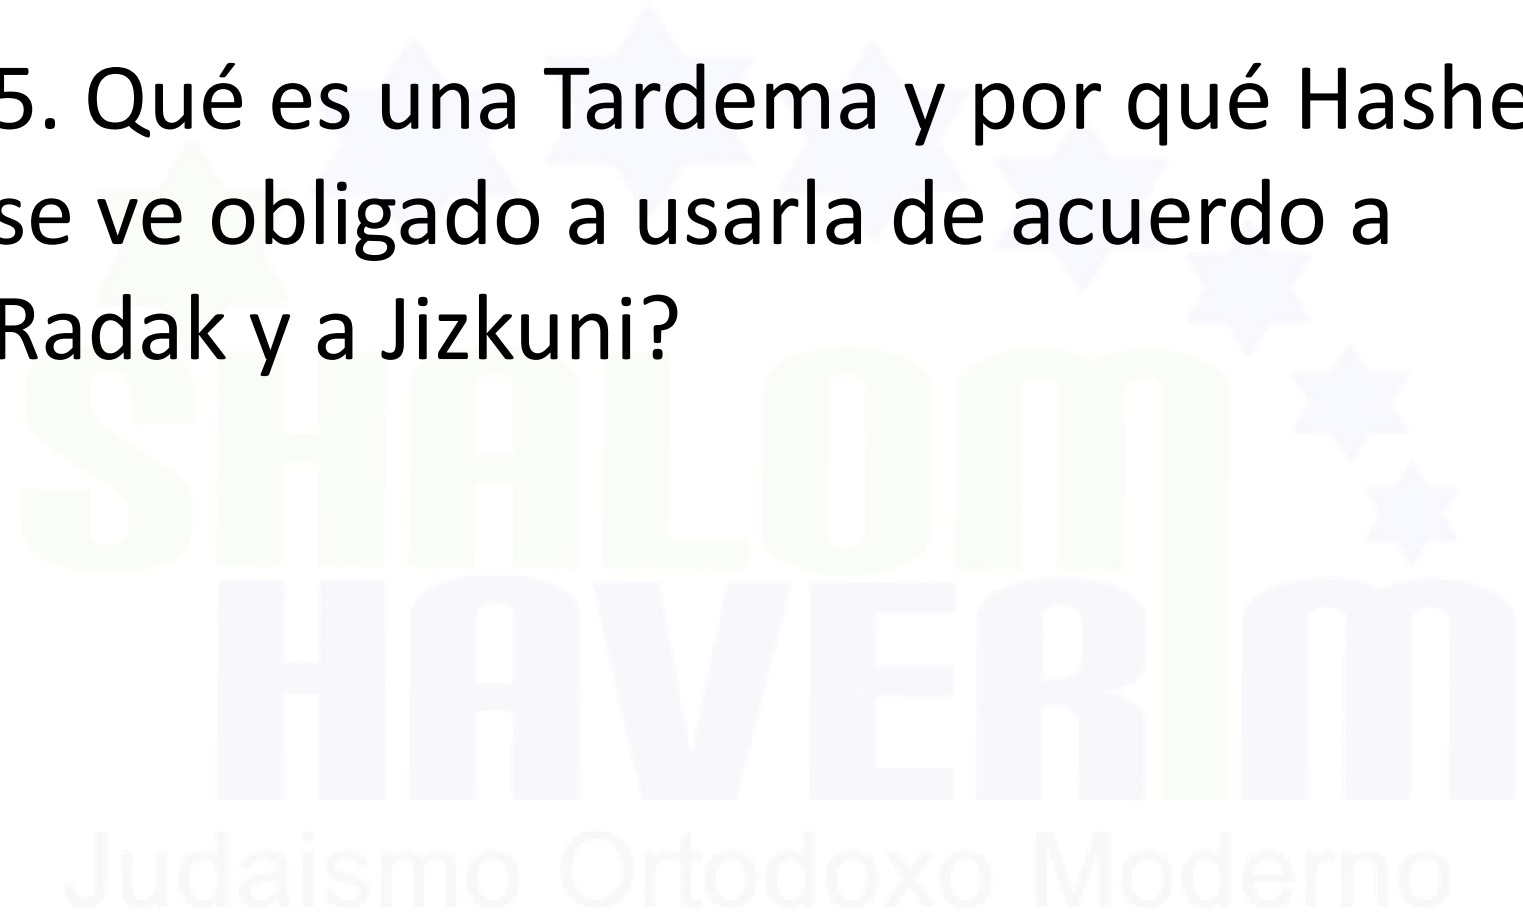 5. Qué es una Tardema y por qué Hashe
se ve obligado a usarla de acuerdo a
Radak y a Jizkuni?
SHALOM
HAVERIM
Judaismo Ortodoxo Moderno